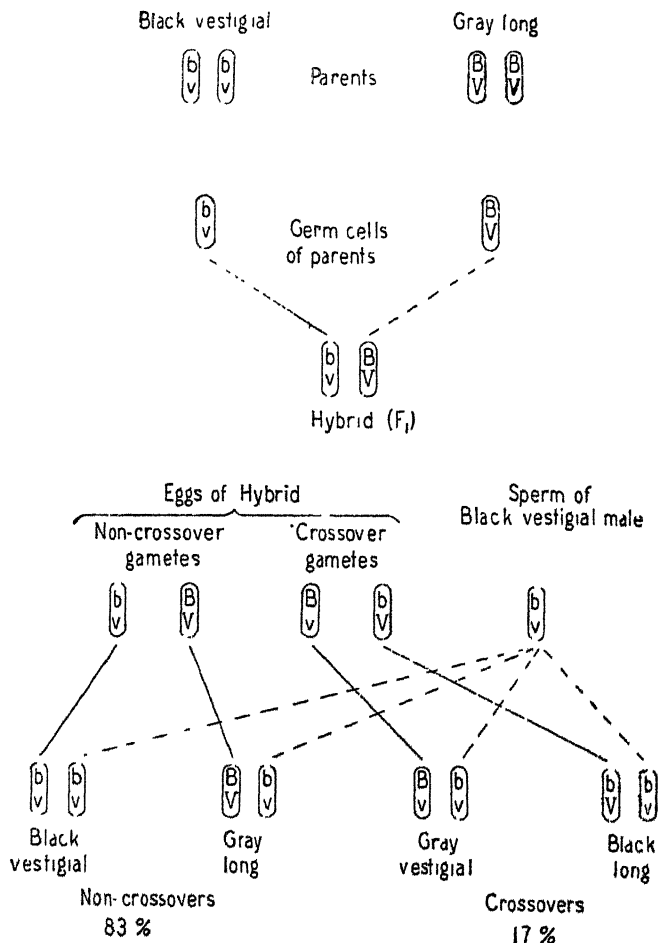 Black vestigial Gray long
b b Parents B B
v v V V
b B
v Germ cells V
of parents
b B
v V
Hybrid (F₁)
Eggs of Hybrid Sperm of
Black vestigial male
Non-crossover Crossover
gametes gametes
b B B b b
v V v V v
b b B b B b b b
v v V v v v V v
Black Gray Gray Black
vestigial long vestigial long
Non-crossovers Crossovers
83 % 17 %